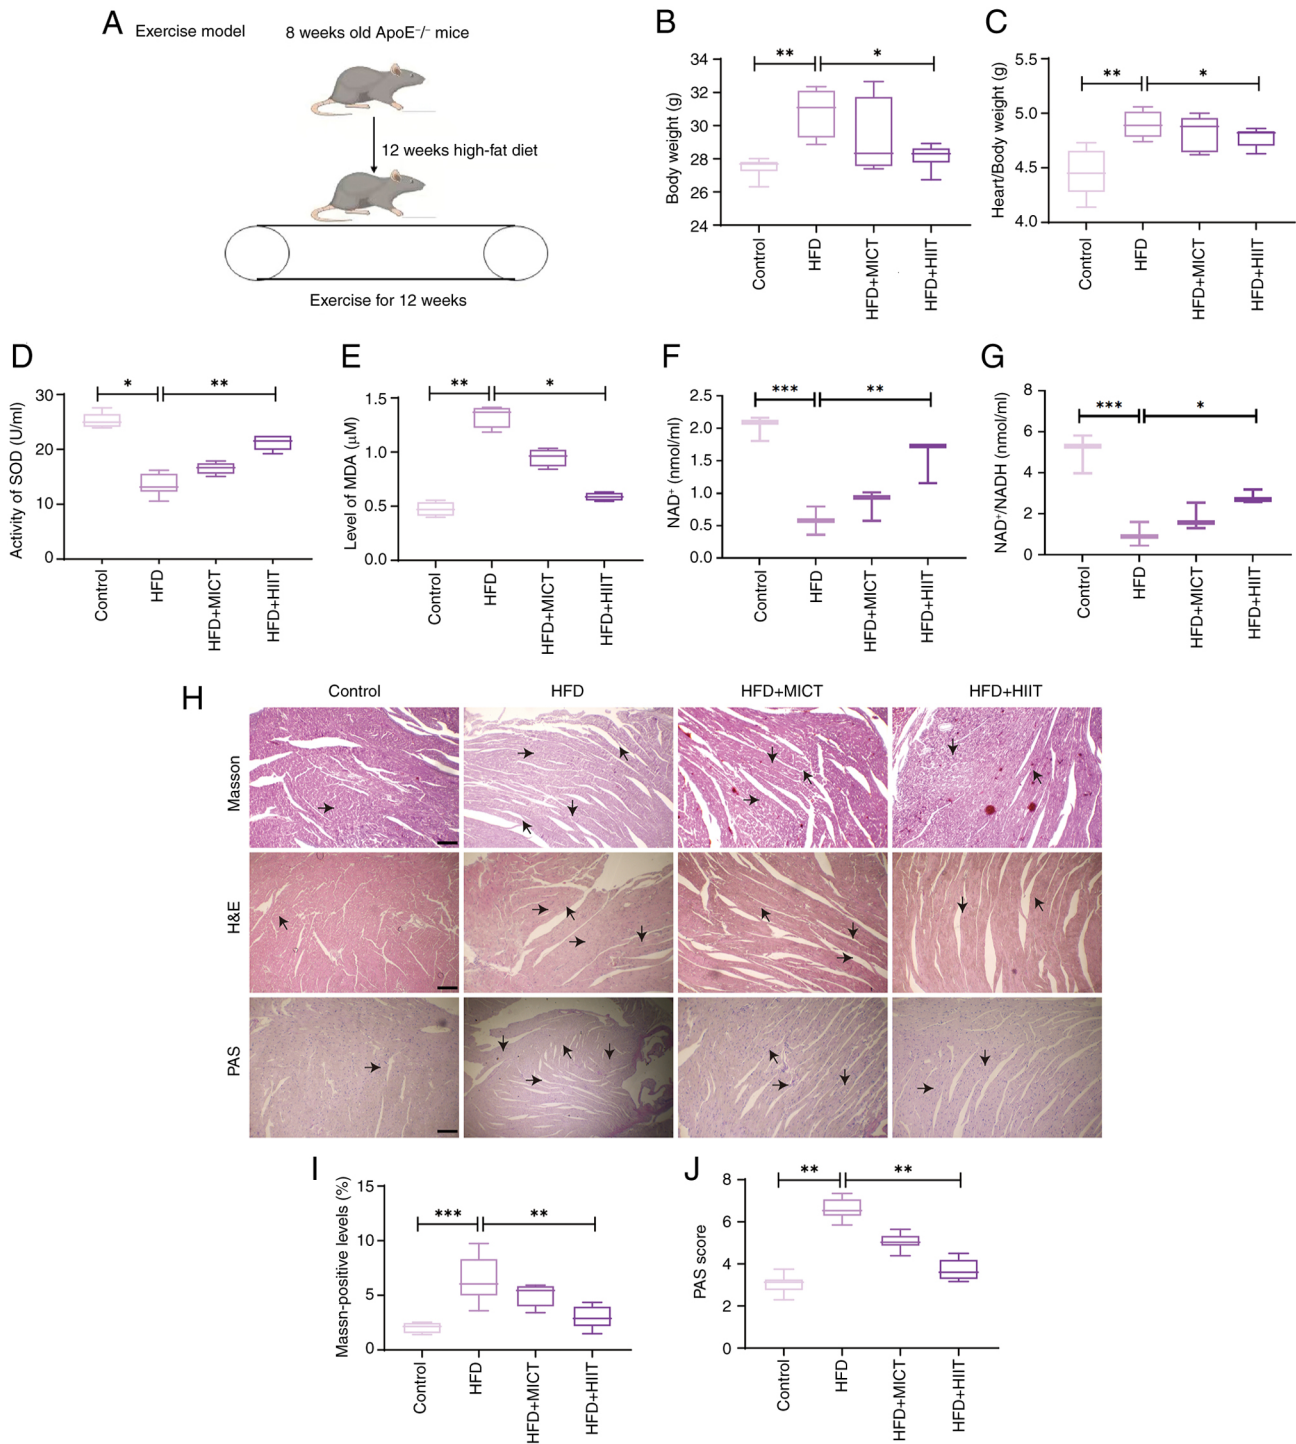 A
Exercise model
8 weeks old ApoE⁻/⁻ mice
12 weeks high-fat diet
Exercise for 12 weeks
B
Body weight (g)
34
32
30
28
26
24
** *
Control
HFD
HFD+MICT
HFD+HIIT
C
Heart/Body weight (g)
5.5
5.0
4.5
4.0
** *
Control
HFD
HFD+MICT
HFD+HIIT
D
Activity of SOD (U/ml)
30
20
10
0
* **
Control
HFD
HFD+MICT
HFD+HIIT
E
Level of MDA (µM)
1.5
1.0
0.5
0.0
** *
Control
HFD
HFD+MICT
HFD+HIIT
F
NAD⁺ (nmol/ml)
2.5
2.0
1.5
1.0
0.5
0.0
*** **
Control
HFD
HFD+MICT
HFD+HIIT
G
NAD⁺/NADH (nmol/ml)
8
6
4
2
0
*** *
Control
HFD
HFD+MICT
HFD+HIIT
H
Control HFD HFD+MICT HFD+HIIT
Masson
H&E
PAS
I
Massn-positive levels (%)
15
10
5
0
*** **
Control
HFD
HFD+MICT
HFD+HIIT
J
PAS score
8
6
4
2
0
** **
Control
HFD
HFD+MICT
HFD+HIIT